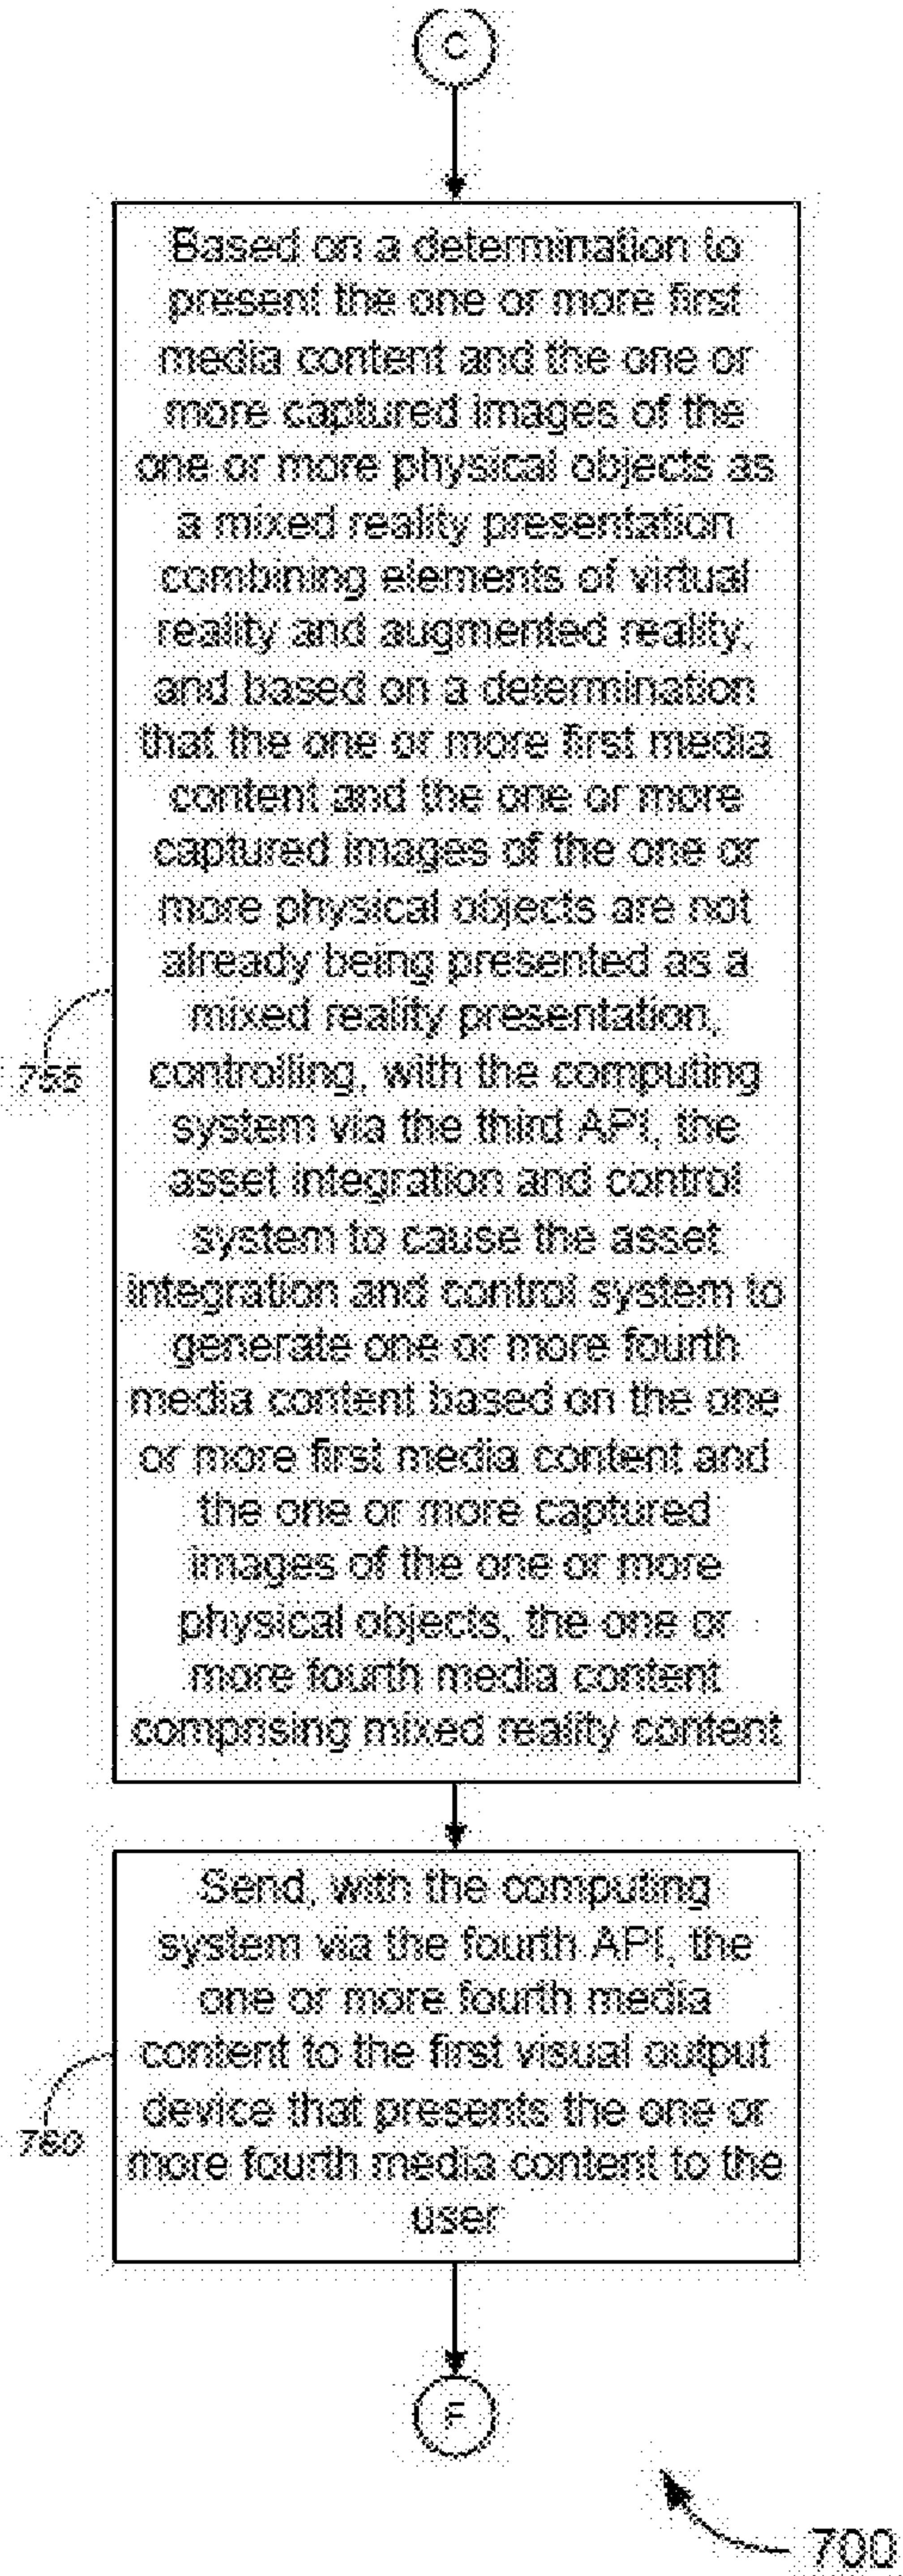 C
Based on a determination to
present the one or more first
media content and the one or
more captured images of the
one or more physical objects as
a mixed reality presentation
combining elements of virtual
reality and augmented reality,
and based on a determination
that the one or more first media
content and the one or more
captured images of the one or
more physical objects are not
already being presented as a
mixed reality presentation,
controlling, with the computing
system via the third API, the
asset integration and control
system to cause the asset
integration and control system to
generate one or more fourth
media content based on the one
or more first media content and
the one or more captured
images of the one or more
physical objects, the one or
more fourth media content
comprising mixed reality content
755
Send, with the computing
system via the fourth API, the
one or more fourth media
content to the first visual output
device that presents the one or
more fourth media content to the
user
760
F
700